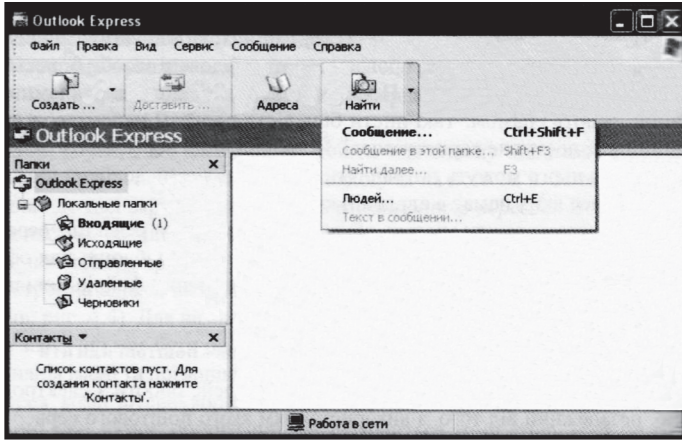 Outlook Express
Файл Правка Вид Сервис Сообщение Справка
Создать ... Доставить ... Адреса Найти
Outlook Express
Сообщение... Ctrl+Shift+F
Сообщение в этой папке... Shift+F3
Найти далее... F3
Людей... Ctrl+E
Текст в сообщении...
Папки
Outlook Express
Локальные папки
Входящие (1)
Исходящие
Отправленные
Удаленные
Черновики
Контакты
Список контактов пуст. Для
создания контакта нажмите
'Контакты'.
Работа в сети